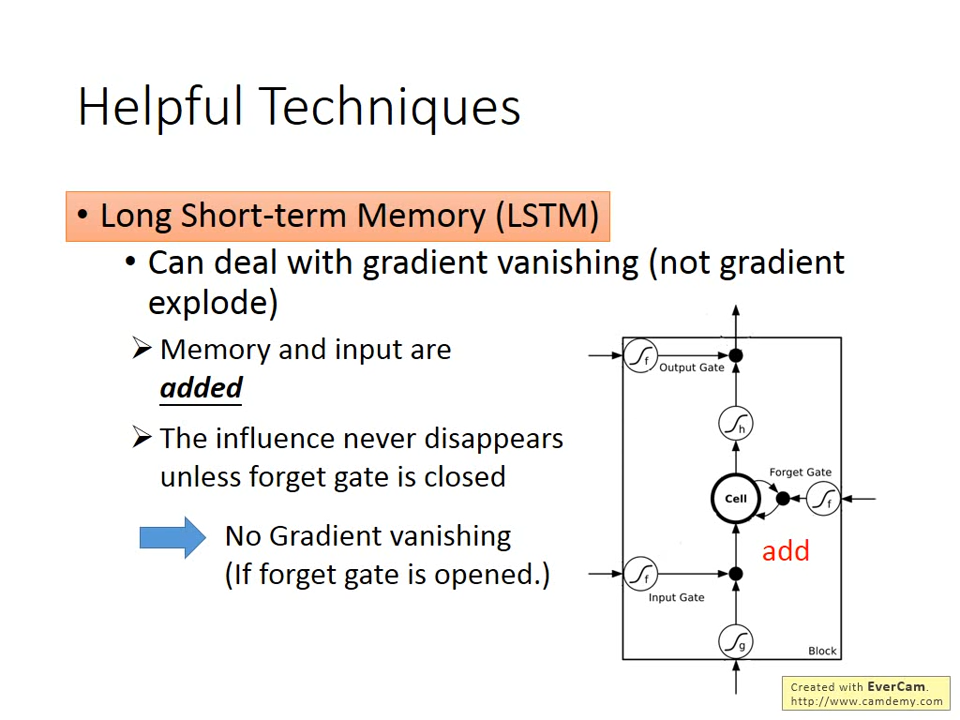 Helpful Techniques
• Long Short-term Memory (LSTM)
• Can deal with gradient vanishing (not gradient
explode)
➢ Memory and input are
added
➢ The influence never disappears
unless forget gate is closed
No Gradient vanishing
(If forget gate is opened.)
f
Output Gate
h
Forget Gate
Cell
f
add
f
Input Gate
g
Block
Created with EverCam.
http://www.camdemy.com